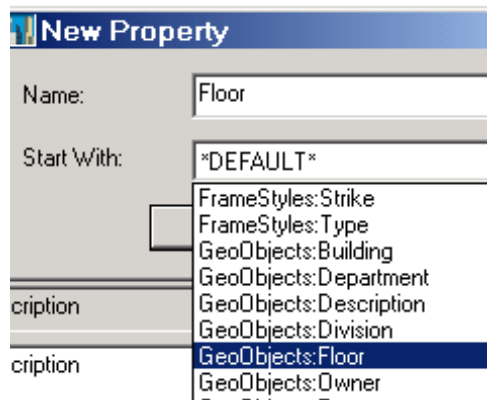 New Property
Name:
Floor
Start With:
*DEFAULT*
FrameStyles:Strike
FrameStyles:Type
GeoObjects:Building
GeoObjects:Department
GeoObjects:Description
GeoObjects:Division
GeoObjects:Floor
GeoObjects:Owner
cription
cription